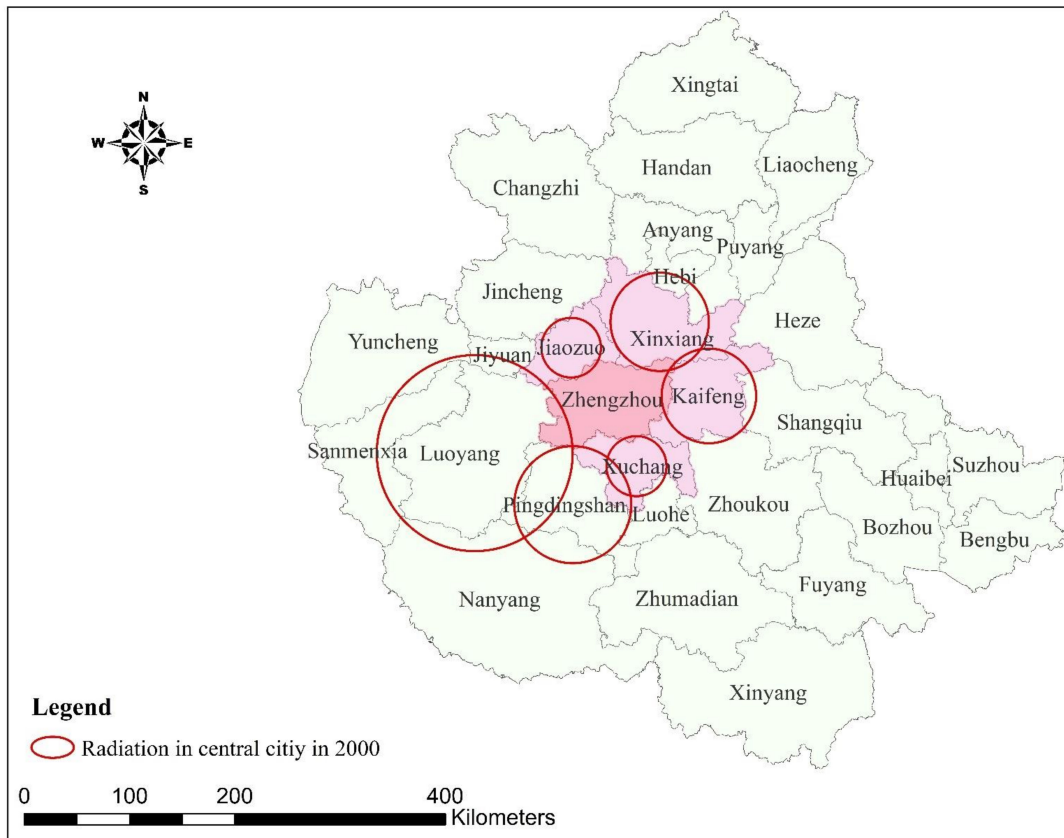 Xingtai
N
W E
S
Handan
Liaocheng
Changzhi
Anyang
Puyang
Hebi
Jincheng
Heze
Xinxiang
Yuncheng
Jiyuan
Jiaozuo
Zhengzhou
Kaifeng
Shangqiu
Sanmenxia
Luoyang
Xuchang
Huaibei
Suzhou
Pingdingshan
Luohe
Zhoukou
Bozhou
Bengbu
Nanyang
Zhumadian
Fuyang
Xinyang
Legend
Radiation in central citiy in 2000
0 100 200 400
Kilometers